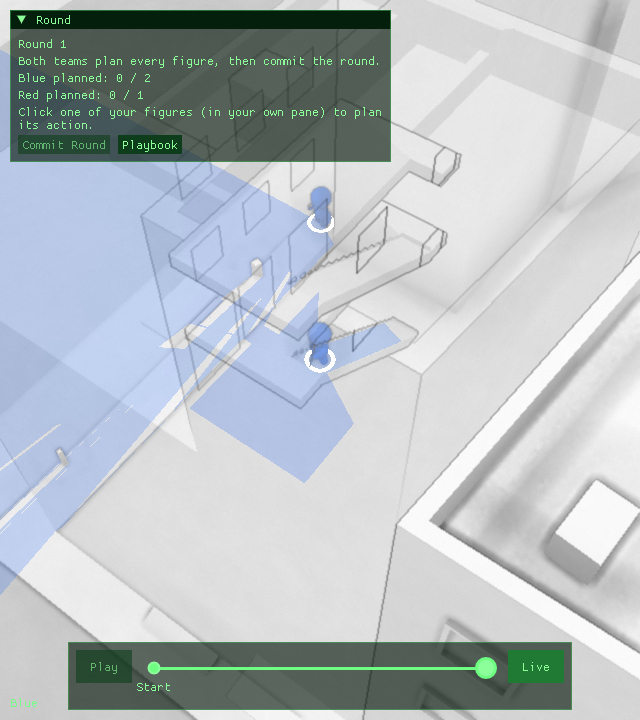 Round
Round 1
Both teams plan every figure, then commit the round.
Blue planned: 0 / 2
Red planned: 0 / 1
Click one of your figures (in your own pane) to plan
its action.
Commit Round
Playbook
Play
Start
Live